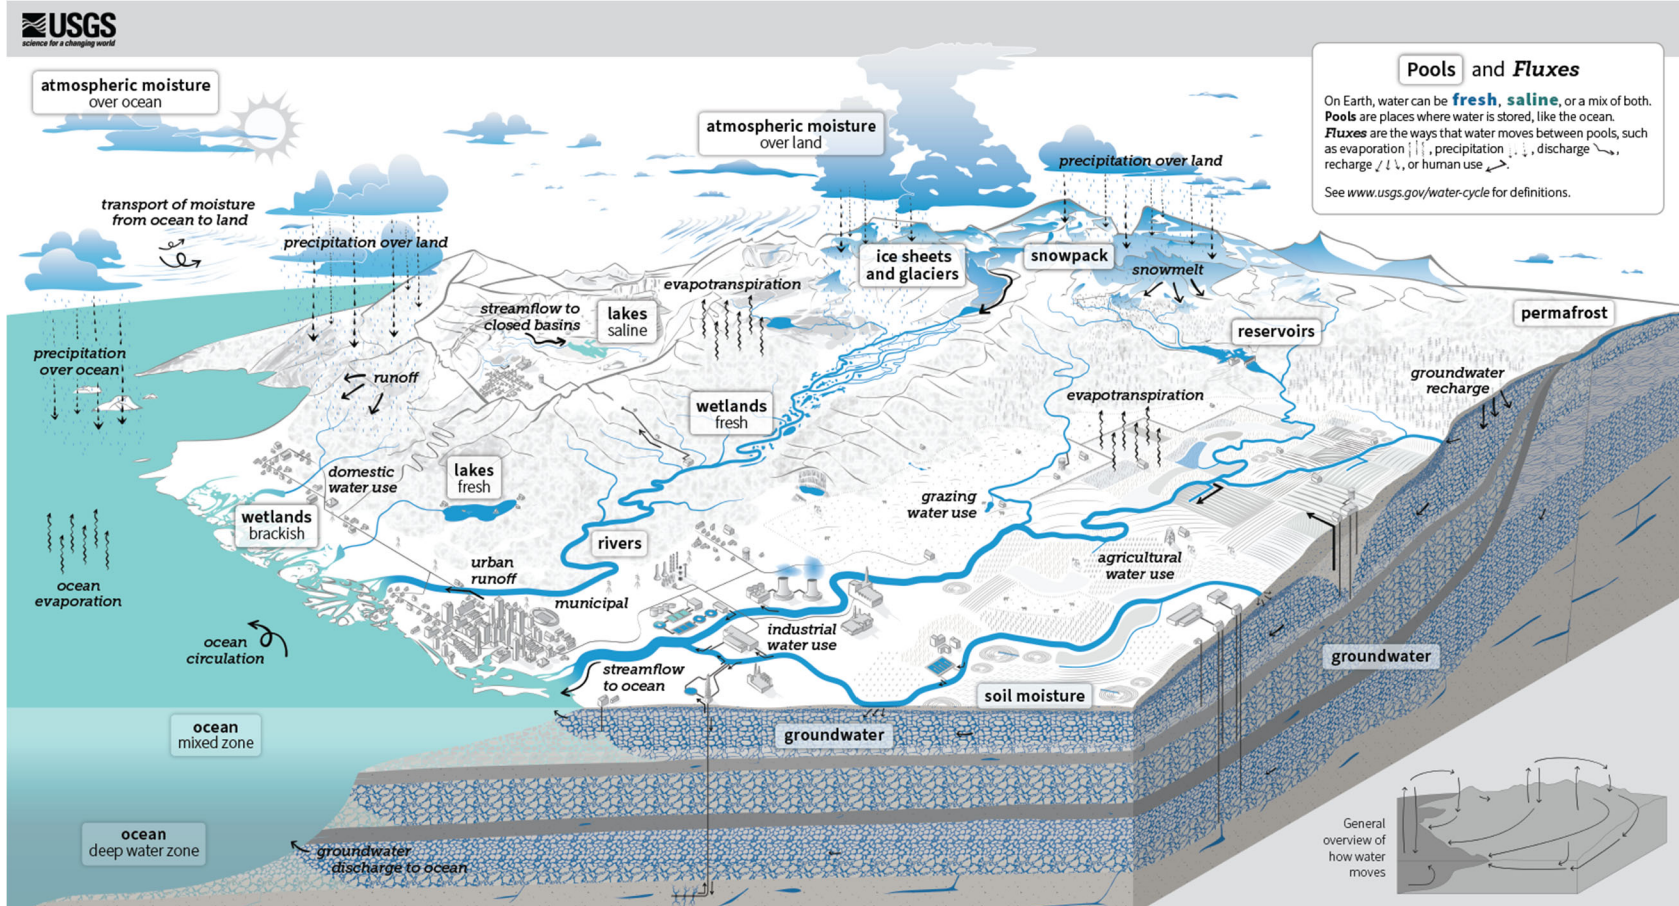 USGS
science for a changing world
atmospheric moisture
over ocean
atmospheric moisture
over land
Pools and Fluxes
On Earth, water can be fresh, saline, or a mix of both.
Pools are places where water is stored, like the ocean.
Fluxes are the ways that water moves between pools, such
as evaporation, precipitation, discharge,
recharge, or human use.
See www.usgs.gov/water-cycle for definitions.
precipitation over land
transport of moisture
from ocean to land
precipitation over land
ice sheets
and glaciers
snowpack
snowmelt
evapotranspiration
streamflow to
closed basins
lakes
saline
permafrost
reservoirs
precipitation
over ocean
runoff
groundwater
recharge
evapotranspiration
wetlands
fresh
domestic
water use
lakes
fresh
grazing
water use
wetlands
brackish
rivers
urban
runoff
agricultural
water use
ocean
evaporation
municipal
industrial
water use
ocean
circulation
groundwater
streamflow
to ocean
soil moisture
ocean
mixed zone
groundwater
ocean
deep water zone
groundwater
discharge to ocean
General
overview of
how water
moves